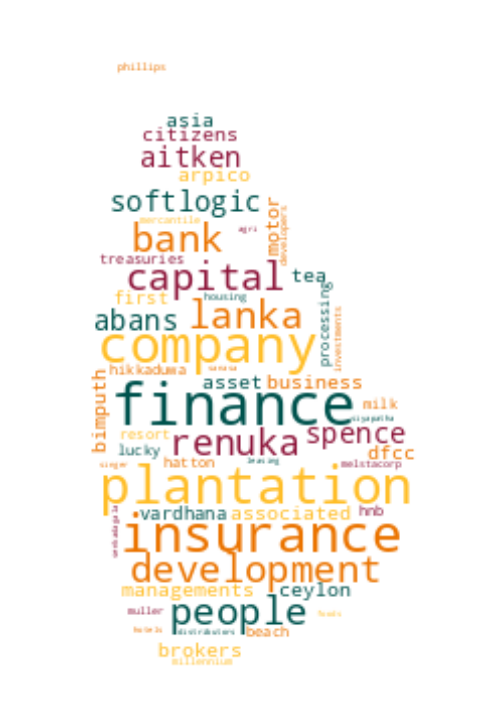 phillips
asia
citizens
aitken
arpico
softlogic
mercantile
motor
developers
agri
bank
treasuries
capital
tea
first
housing
processing
investments
abans
lanka
company
hikkaduwa
sanasa
bimputh
asset
business
finance
milk
siyapatha
resort
renuka
spence
lucky
dfcc
singer
hatton
leasing
melstacorp
plantation
vardhana
associated
hnb
senkadagala
insurance
development
managements
ceylon
muller
people
foods
hotels
distributors
beach
brokers
millennium